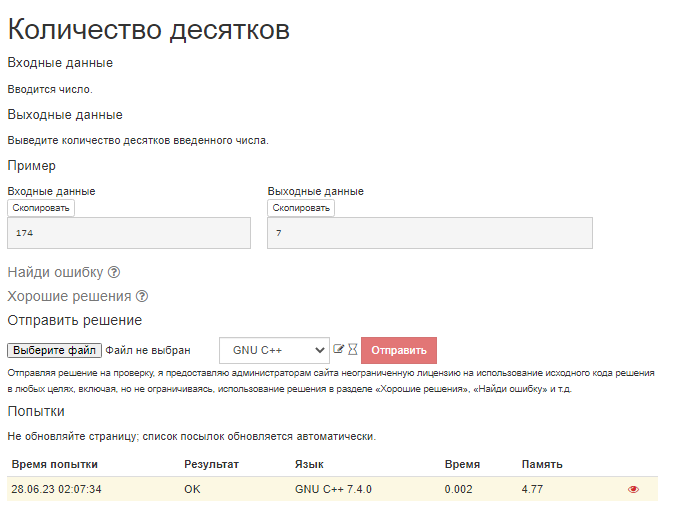 Количество десятков
Входные данные
Вводится число.
Выходные данные
Выведите количество десятков введенного числа.
Пример
Входные данные Выходные данные
Скопировать Скопировать
174 7
Найди ошибку
Хорошие решения
Отправить решение
Выберите файл Файл не выбран GNU C++ Отправить
Отправляя решение на проверку, я предоставляю администраторам сайта неограниченную лицензию на использование исходного кода решения
в любых целях, включая, но не ограничиваясь, использование решения в разделе «Хорошие решения», «Найди ошибку» и т.д.
Попытки
Не обновляйте страницу; список посылок обновляется автоматически.
Время попытки Результат Язык Время Память
28.06.23 02:07:34 OK GNU C++ 7.4.0 0.002 4.77